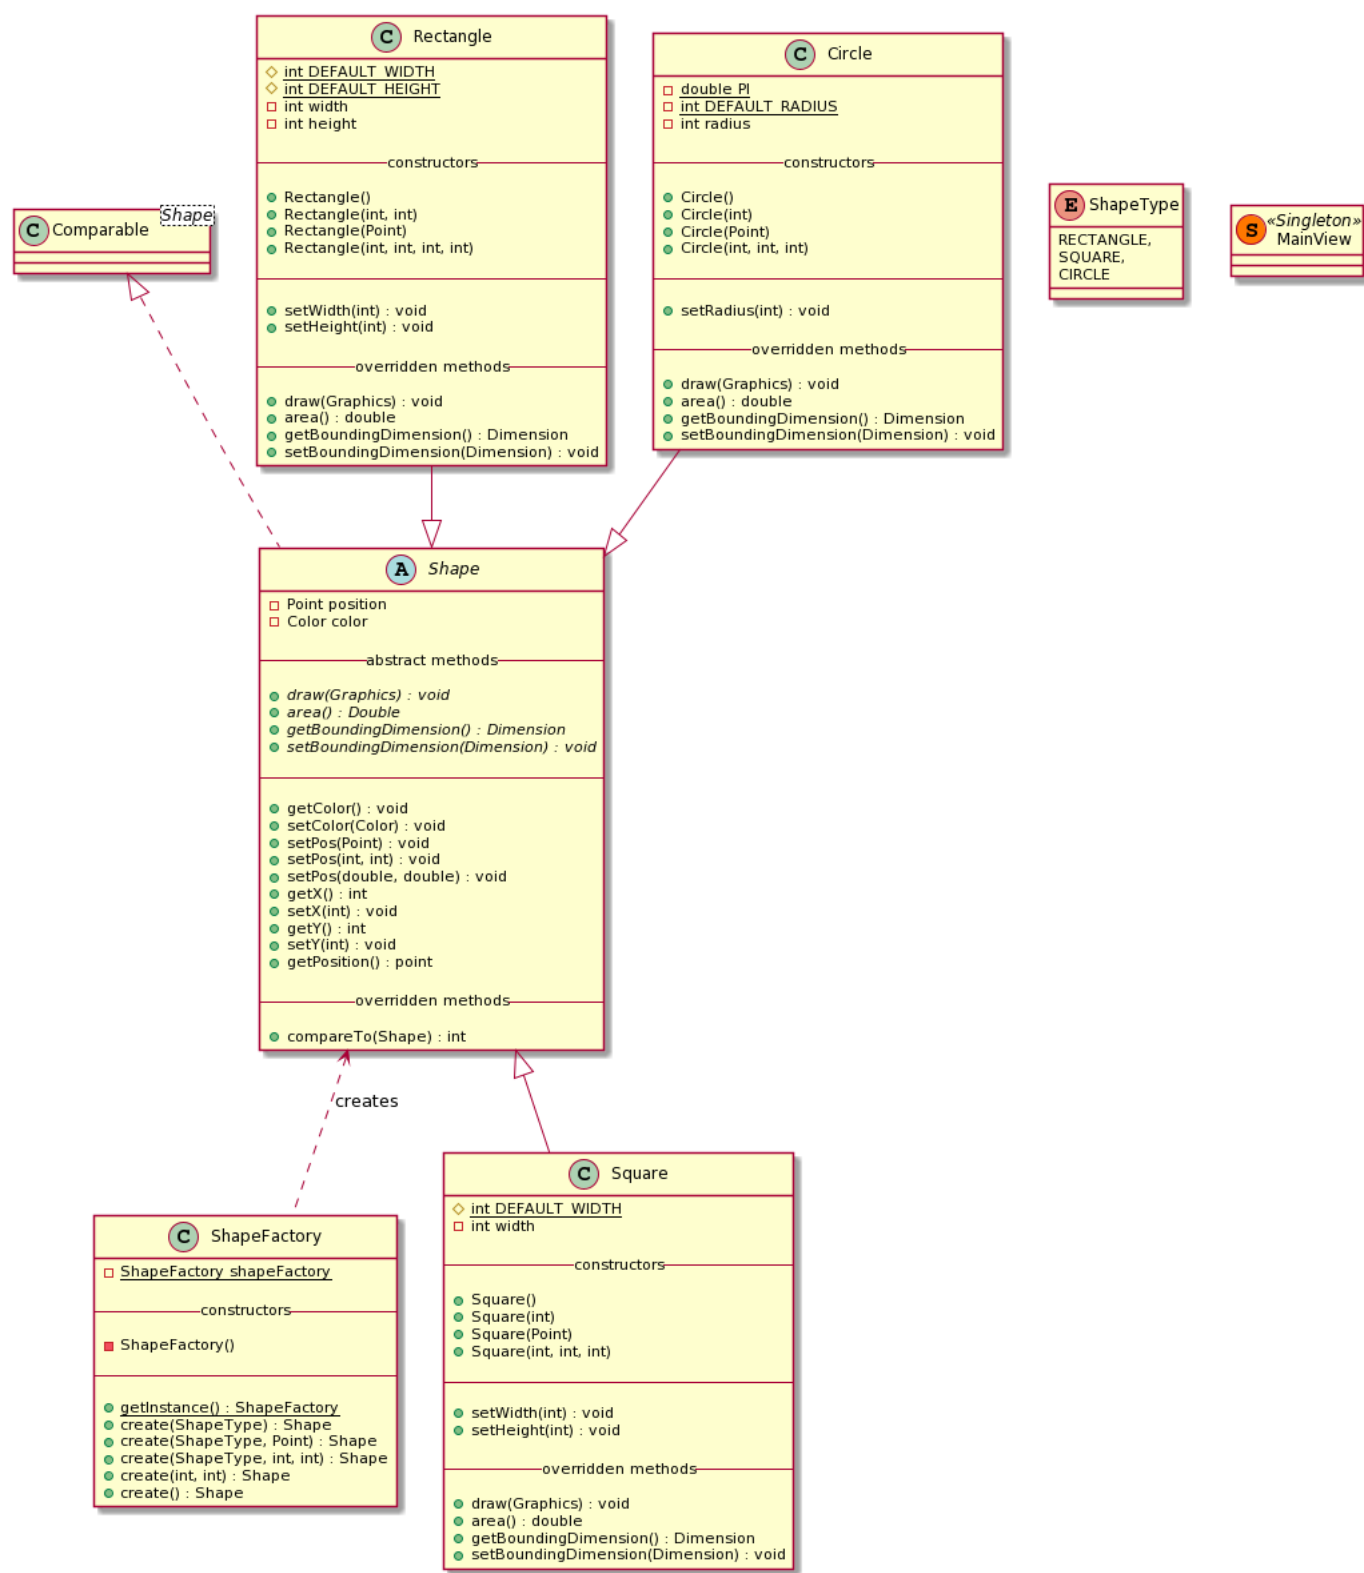 C Rectangle
int DEFAULT_WIDTH
int DEFAULT_HEIGHT
int width
int height
constructors
Rectangle()
Rectangle(int, int)
Rectangle(Point)
Rectangle(int, int, int, int)
setWidth(int) : void
setHeight(int) : void
overridden methods
draw(Graphics) : void
area() : double
getBoundingDimension() : Dimension
setBoundingDimension(Dimension) : void
C Circle
double PI
int DEFAULT_RADIUS
int radius
constructors
Circle()
Circle(int)
Circle(Point)
Circle(int, int, int)
setRadius(int) : void
overridden methods
draw(Graphics) : void
area() : double
getBoundingDimension() : Dimension
setBoundingDimension(Dimension) : void
Shape
C Comparable
E ShapeType
RECTANGLE,
SQUARE,
CIRCLE
S «Singleton»
MainView
A Shape
Point position
Color color
abstract methods
draw(Graphics) : void
area() : Double
getBoundingDimension() : Dimension
setBoundingDimension(Dimension) : void
getColor() : void
setColor(Color) : void
setPos(Point) : void
setPos(int, int) : void
setPos(double, double) : void
getX() : int
setX(int) : void
getY() : int
setY(int) : void
getPosition() : point
overridden methods
compareTo(Shape) : int
creates
C ShapeFactory
ShapeFactory shapeFactory
constructors
ShapeFactory()
getInstance() : ShapeFactory
create(ShapeType) : Shape
create(ShapeType, Point) : Shape
create(ShapeType, int, int) : Shape
create(int, int) : Shape
create() : Shape
C Square
int DEFAULT_WIDTH
int width
constructors
Square()
Square(int)
Square(Point)
Square(int, int, int)
setWidth(int) : void
setHeight(int) : void
overridden methods
draw(Graphics) : void
area() : double
getBoundingDimension() : Dimension
setBoundingDimension(Dimension) : void